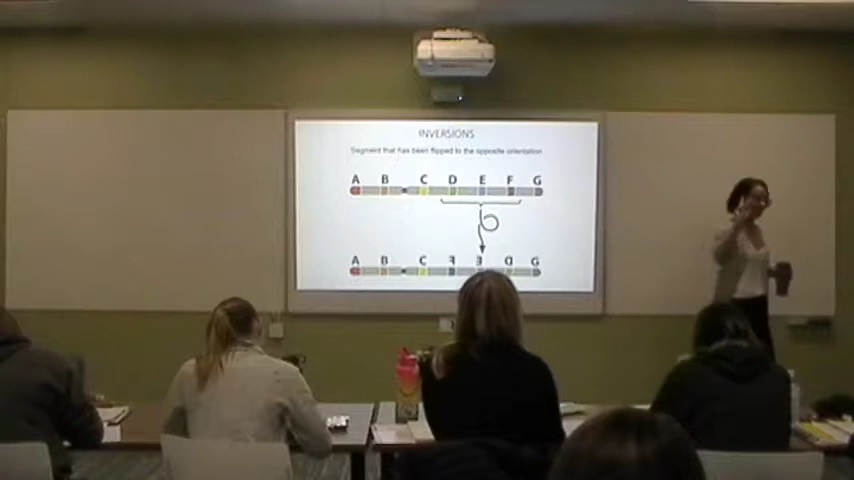 INVERSIONS
Segment that has been flipped to the opposite orientation
A B C D E F G
A B C F E D G